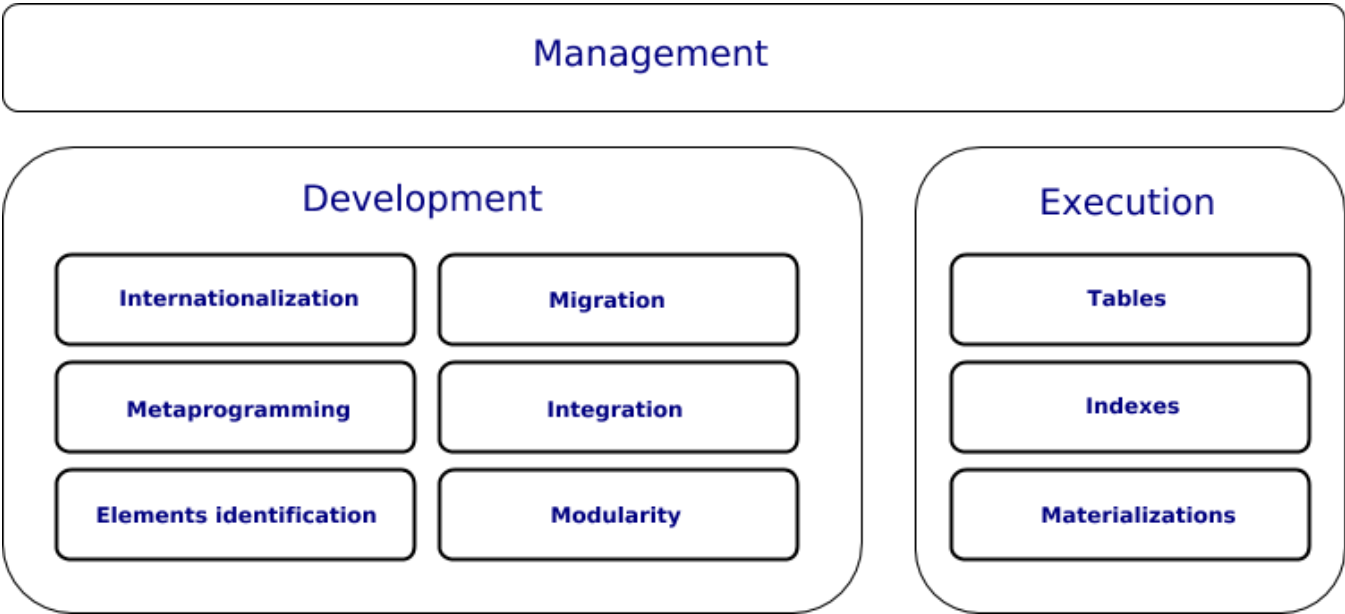 Management
Development
Internationalization
Migration
Metaprogramming
Integration
Elements identification
Modularity
Execution
Tables
Indexes
Materializations